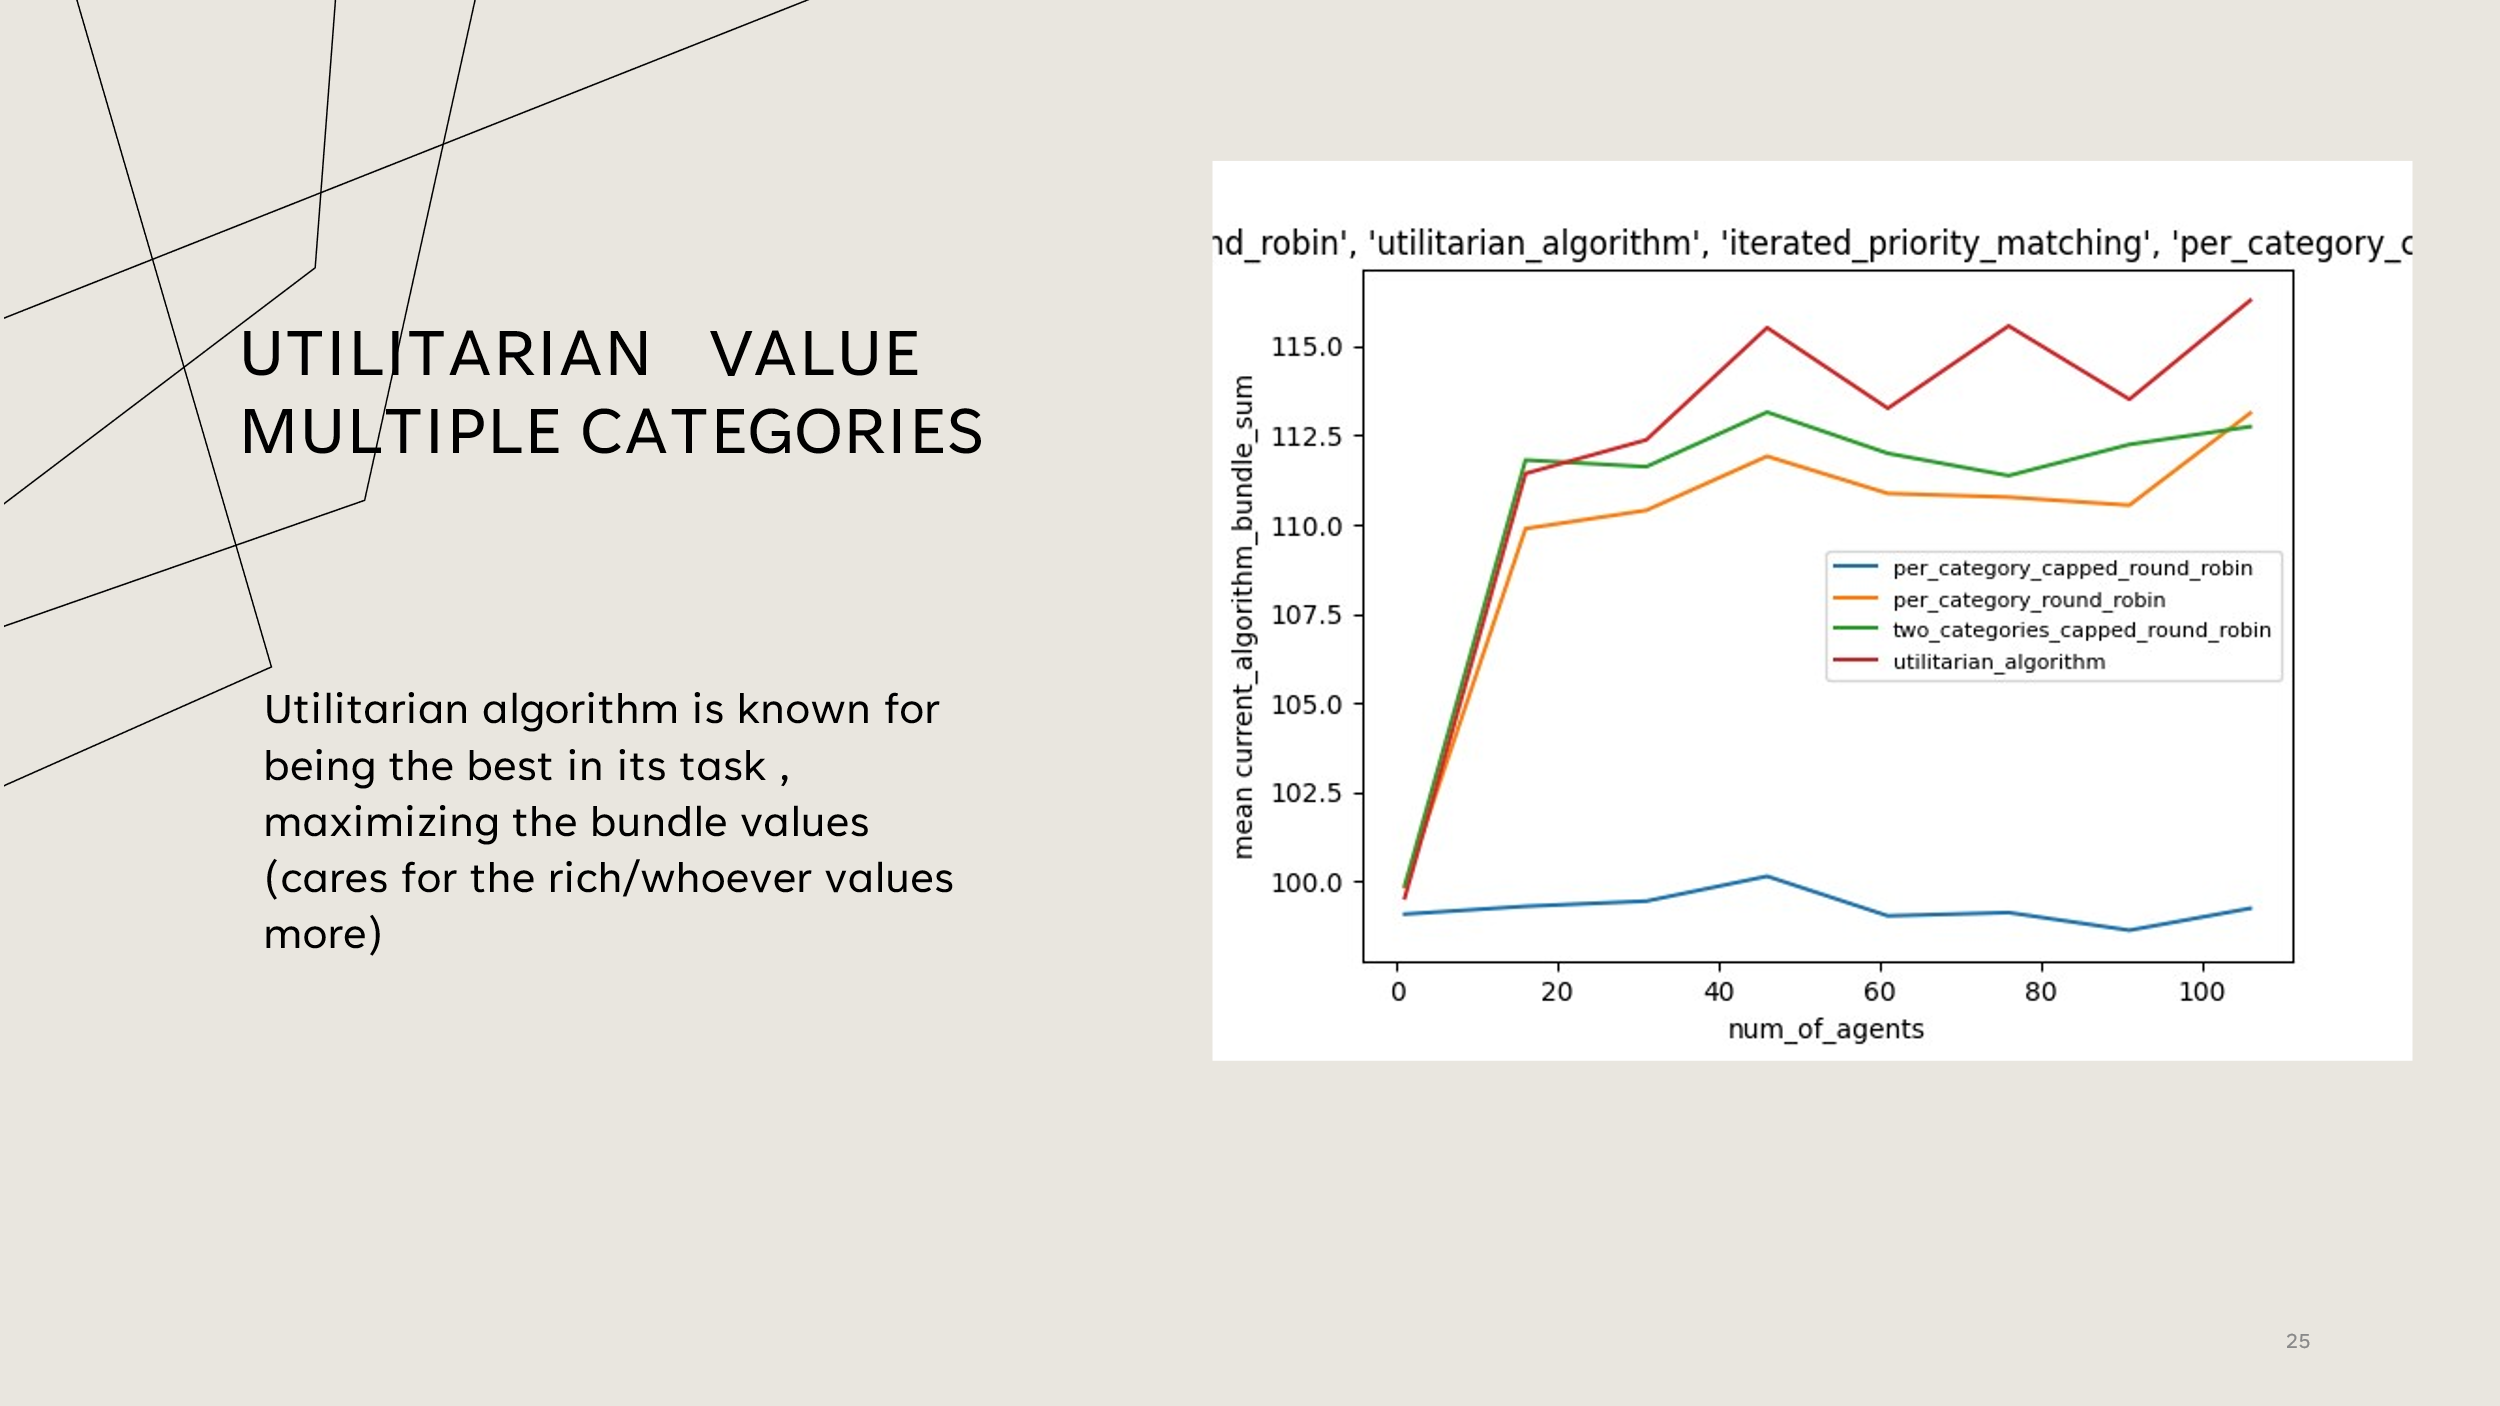 UTILITARIAN VALUE
MULTIPLE CATEGORIES
Utilitarian algorithm is known for
being the best in its task ,
maximizing the bundle values
(cares for the rich/whoever values
more)
nd_robin', 'utilitarian_algorithm', 'iterated_priority_matching', 'per_category_c
mean current_algorithm_bundle_sum
115.0
112.5
110.0
107.5
105.0
102.5
100.0
per_category_capped_round_robin
per_category_round_robin
two_categories_capped_round_robin
utilitarian_algorithm
0 20 40 60 80 100
num_of_agents
25